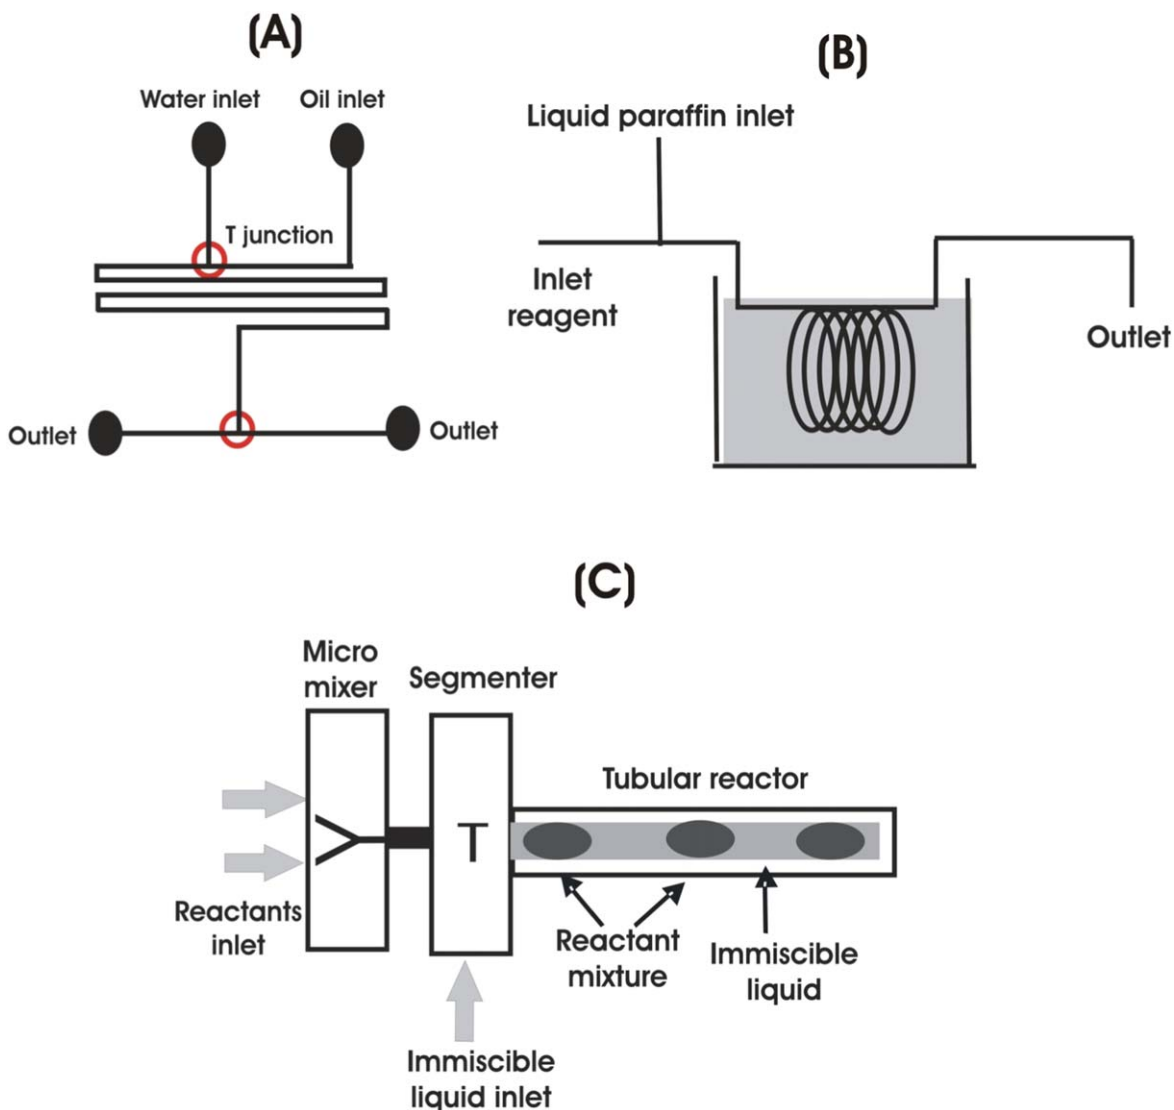 (A)
Water inlet
Oil inlet
T junction
Outlet
Outlet
(B)
Liquid paraffin inlet
Inlet
reagent
Outlet
(C)
Micro
mixer
Segmenter
T
Tubular reactor
Reactants
inlet
Reactant
mixture
Immiscible
liquid
Immiscible
liquid inlet